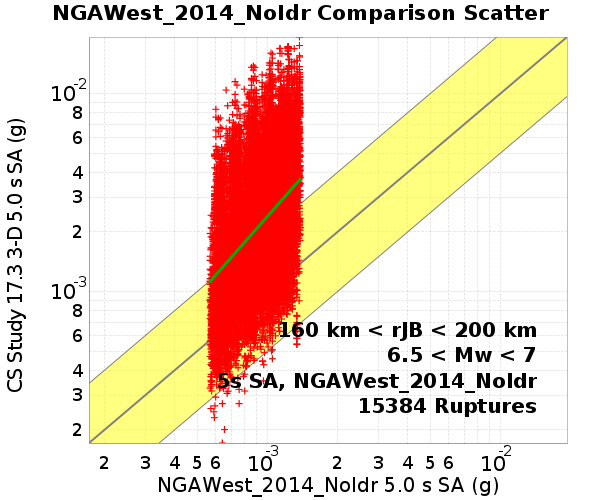 NGAWest_2014_NoIdr Comparison Scatter
CS Study 17.3 3-D 5.0 s SA (g)
10-2
8
6
4
3
2
10-3
8
6
4
3
2
160 km < rJB < 200 km
6.5 < Mw < 7
5s SA, NGAWest_2014_NoIdr
15384 Ruptures
2 3 4 5 6 10-3 2 3 4 5 6 10-2
NGAWest_2014_NoIdr 5.0 s SA (g)